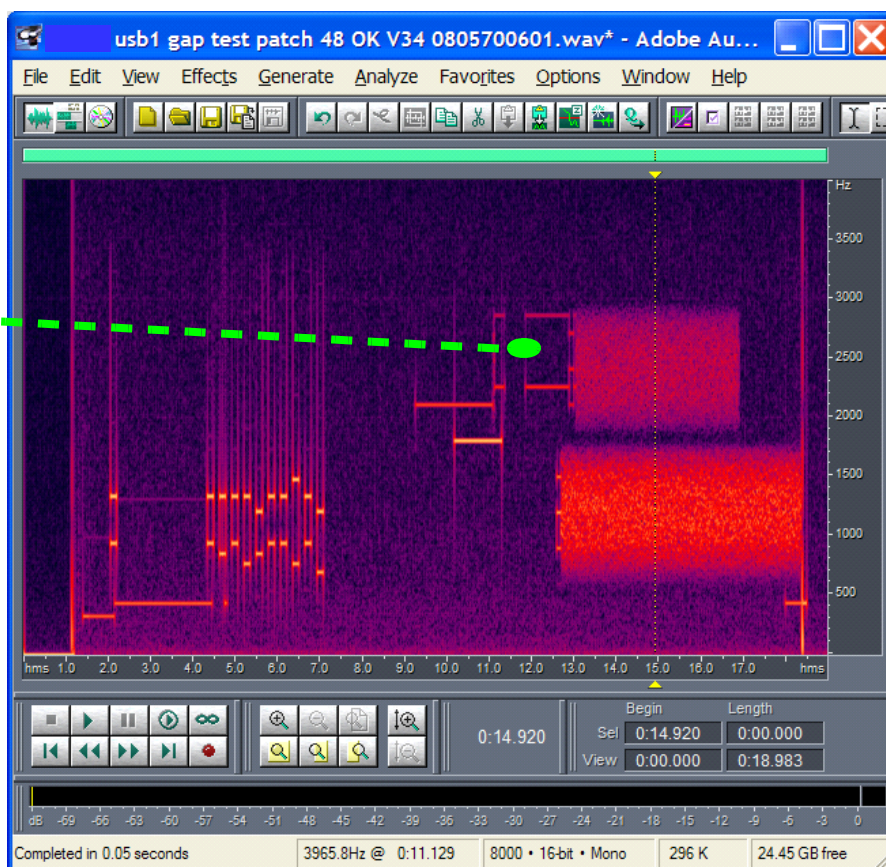 usb1 gap test patch 48 OK V34 0805700601.wav* - Adobe Au...
File Edit View Effects Generate Analyze Favorites Options Window Help
Hz
3500
3000
2500
2000
1500
1000
500
hms 1.0 2.0 3.0 4.0 5.0 6.0 7.0 8.0 9.0 10.0 11.0 12.0 13.0 14.0 15.0 16.0 17.0 hms
Begin Length
0:14.920 Sel 0:14.920 0:00.000
View 0:00.000 0:18.983
dB -69 -66 -63 -60 -57 -54 -51 -48 -45 -42 -39 -36 -33 -30 -27 -24 -21 -18 -15 -12 -9 -6 -3 0
Completed in 0.05 seconds 3965.8Hz @ 0:11.129 8000 • 16-bit • Mono 296 K 24.45 GB free